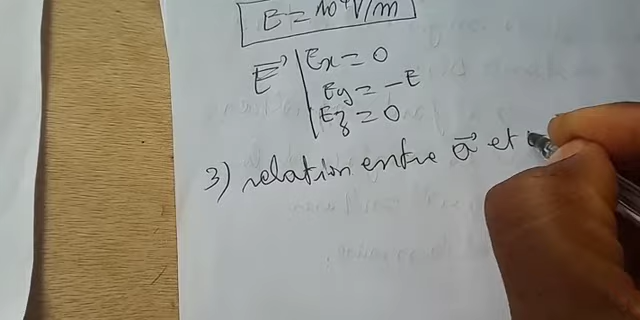 E = 10⁴ V/m
E⃗ | Ex = 0
Ey = -E
Ez = 0
3) relation entre a⃗ et